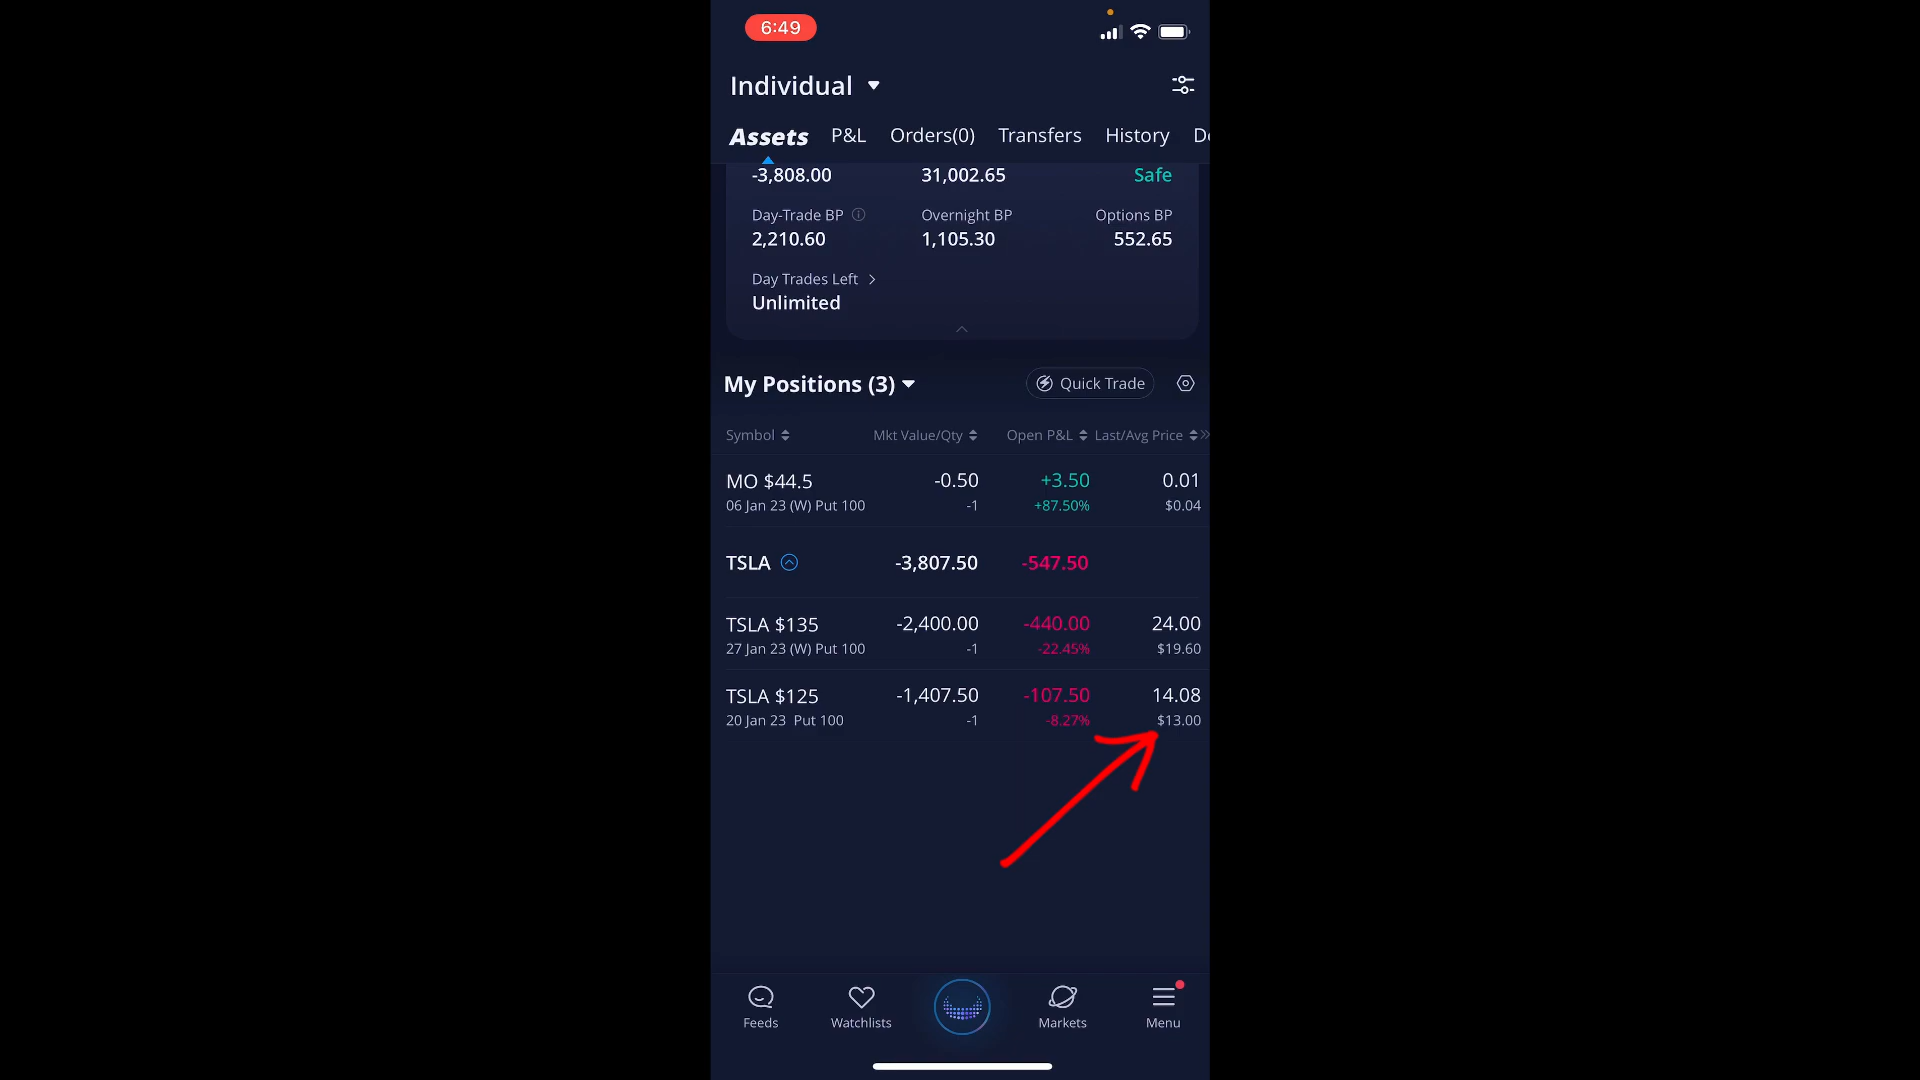 6:49
Individual
Assets P&L Orders(0) Transfers History
-3,808.00 31,002.65 Safe
Day-Trade BP Overnight BP Options BP
2,210.60 1,105.30 552.65
Day Trades Left
Unlimited
My Positions (3) Quick Trade
Symbol Mkt Value/Qty Open P&L Last/Avg Price
MO $44.5 -0.50 +3.50 0.01
06 Jan 23 (W) Put 100 -1 +87.50% $0.04
TSLA -3,807.50 -547.50
TSLA $135 -2,400.00 -440.00 24.00
27 Jan 23 (W) Put 100 -1 -22.45% $19.60
TSLA $125 -1,407.50 -107.50 14.08
20 Jan 23 Put 100 -1 -8.27% $13.00
Feeds Watchlists Markets Menu